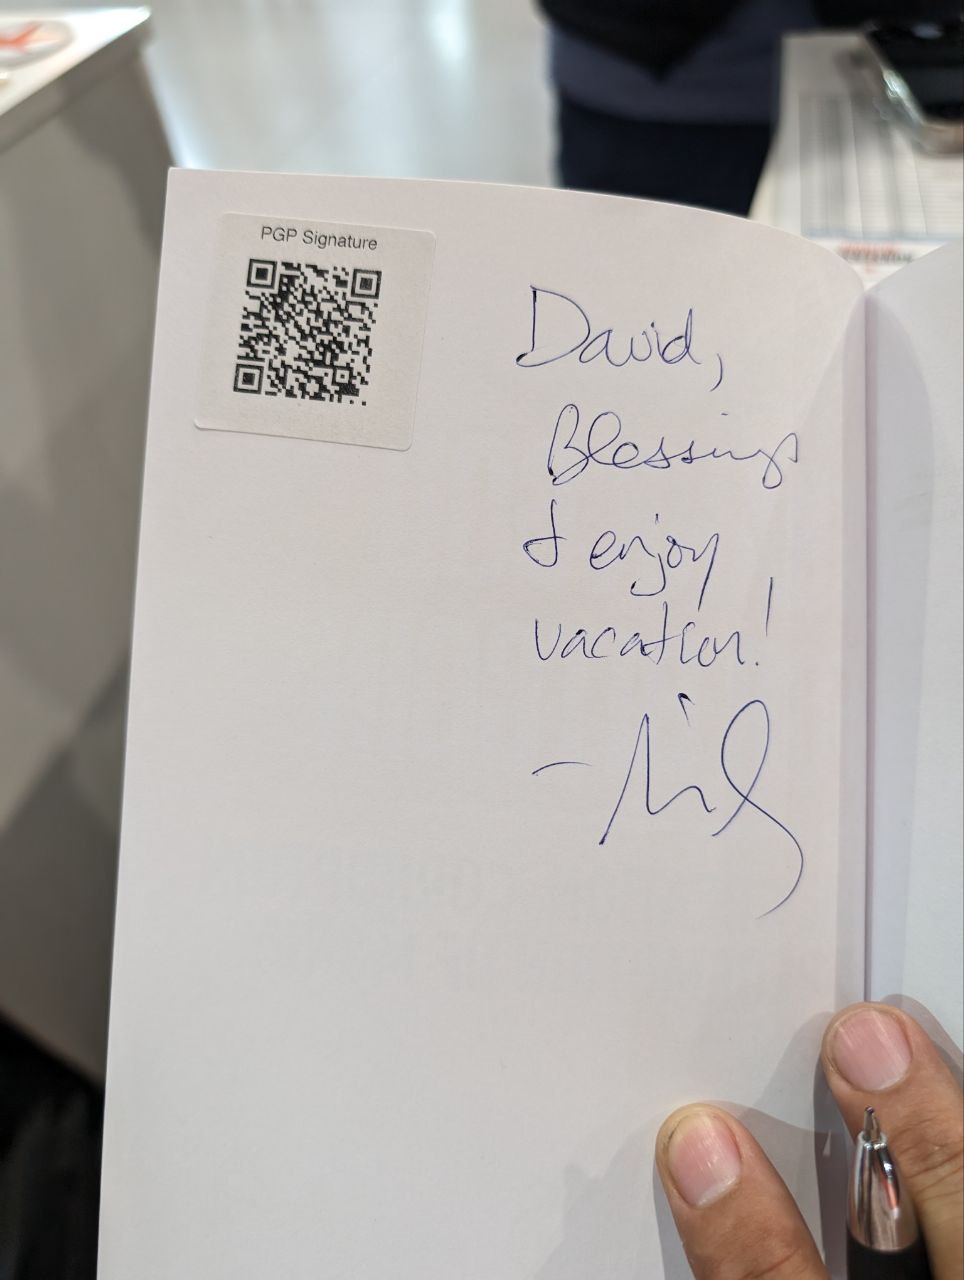 PGP Signature
David,
Blessings
& enjoy
vacation!